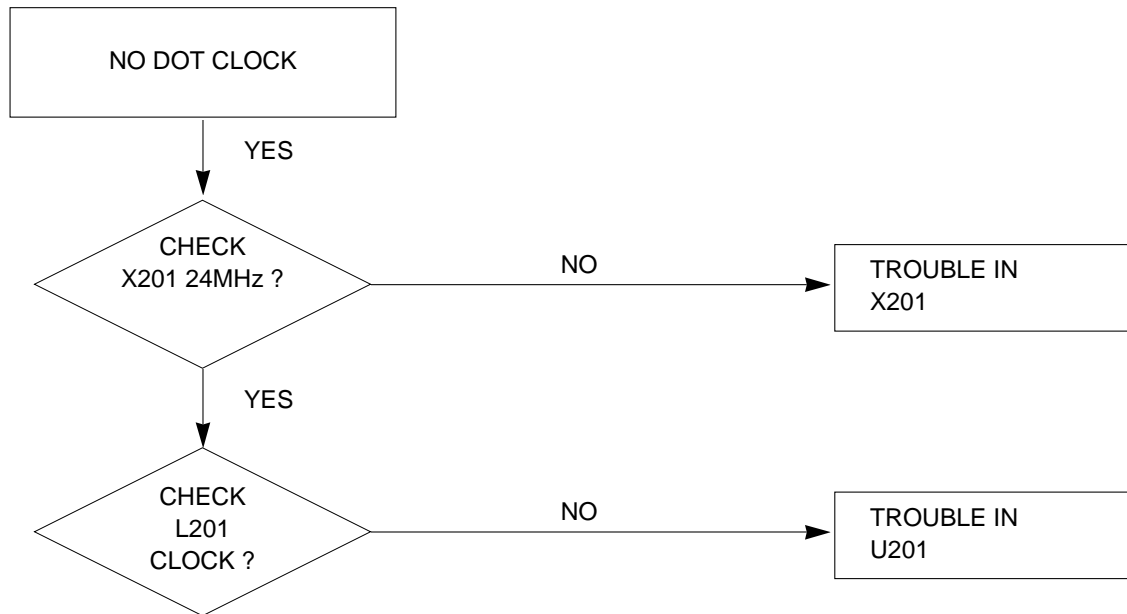 NO DOT CLOCK
YES
CHECK
X201 24MHz ?
NO
TROUBLE IN
X201
YES
CHECK
L201
CLOCK ?
NO
TROUBLE IN
U201